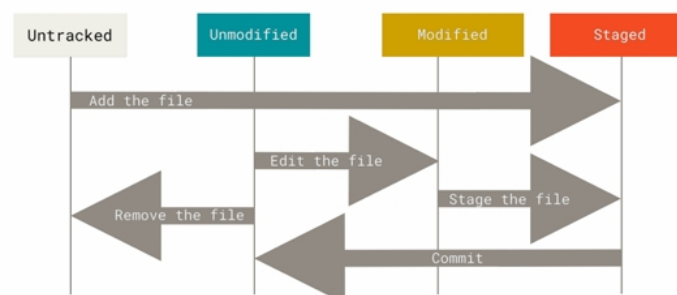 Untracked
Unmodified
Modified
Staged
Add the file
Edit the file
Stage the file
Remove the file
Commit